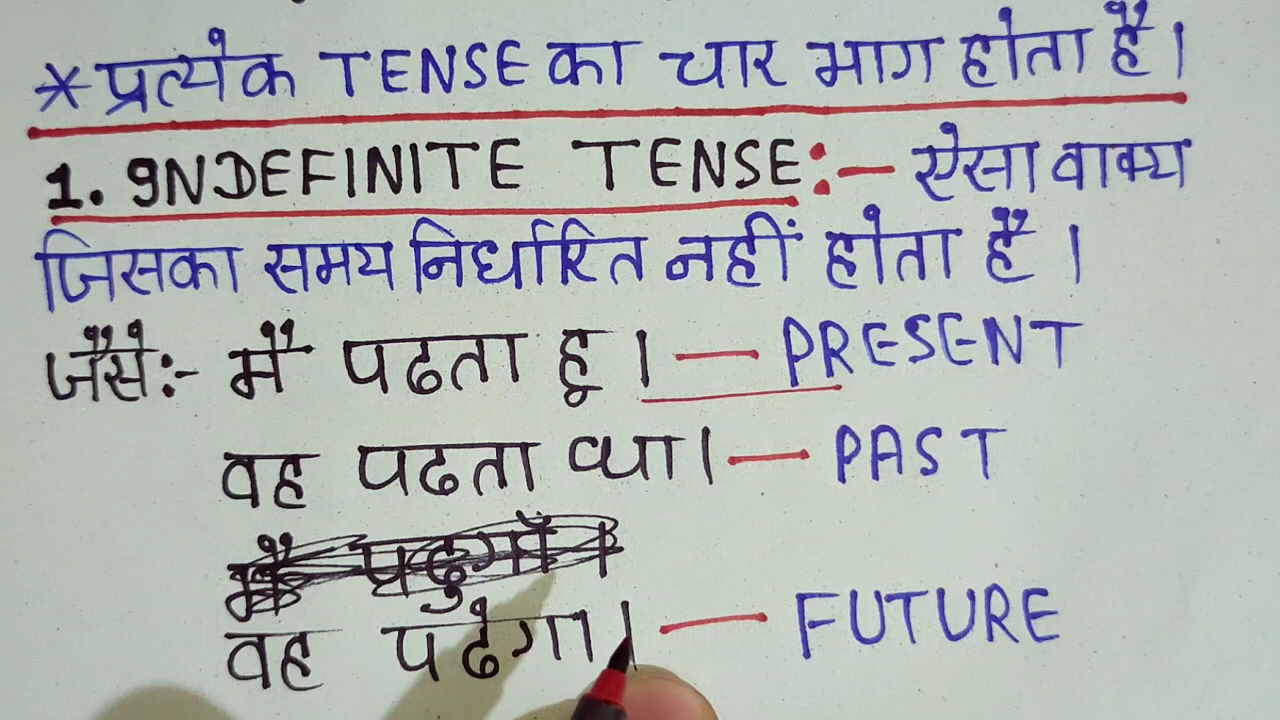 *प्रत्येक TENSE का चार भाग होता है।
1. INDEFINITE TENSE:- ऐसा वाक्य
जिसका समय निर्धारित नहीं होता है।
जैसे:- मैं पढता हू। — PRESENT
वह पढता था। — PAST
वह पढेगा। — FUTURE